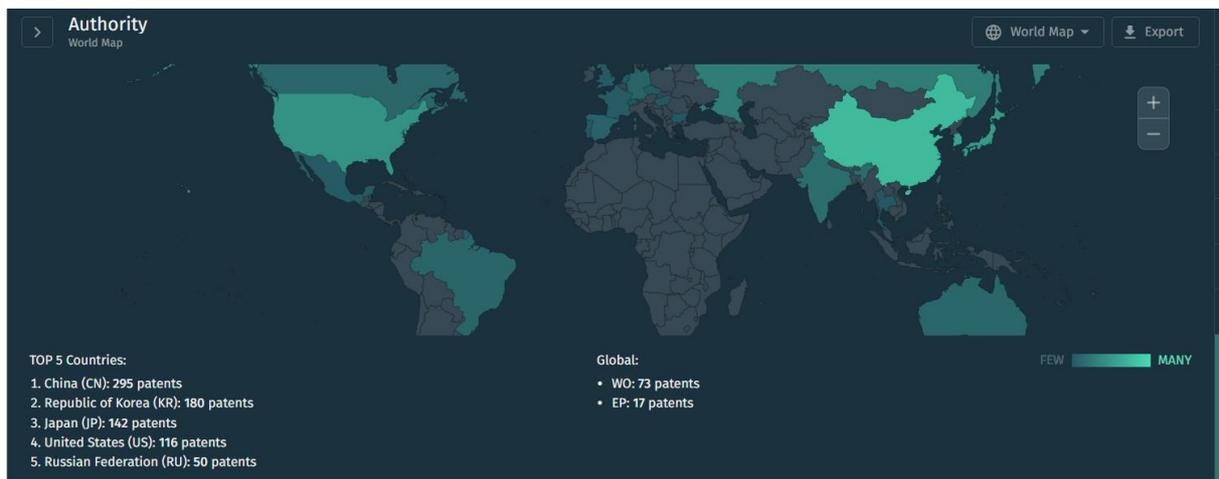 Authority
World Map
World Map
Export
+
−
TOP 5 Countries:
1. China (CN): 295 patents
2. Republic of Korea (KR): 180 patents
3. Japan (JP): 142 patents
4. United States (US): 116 patents
5. Russian Federation (RU): 50 patents
Global:
• WO: 73 patents
• EP: 17 patents
FEW MANY